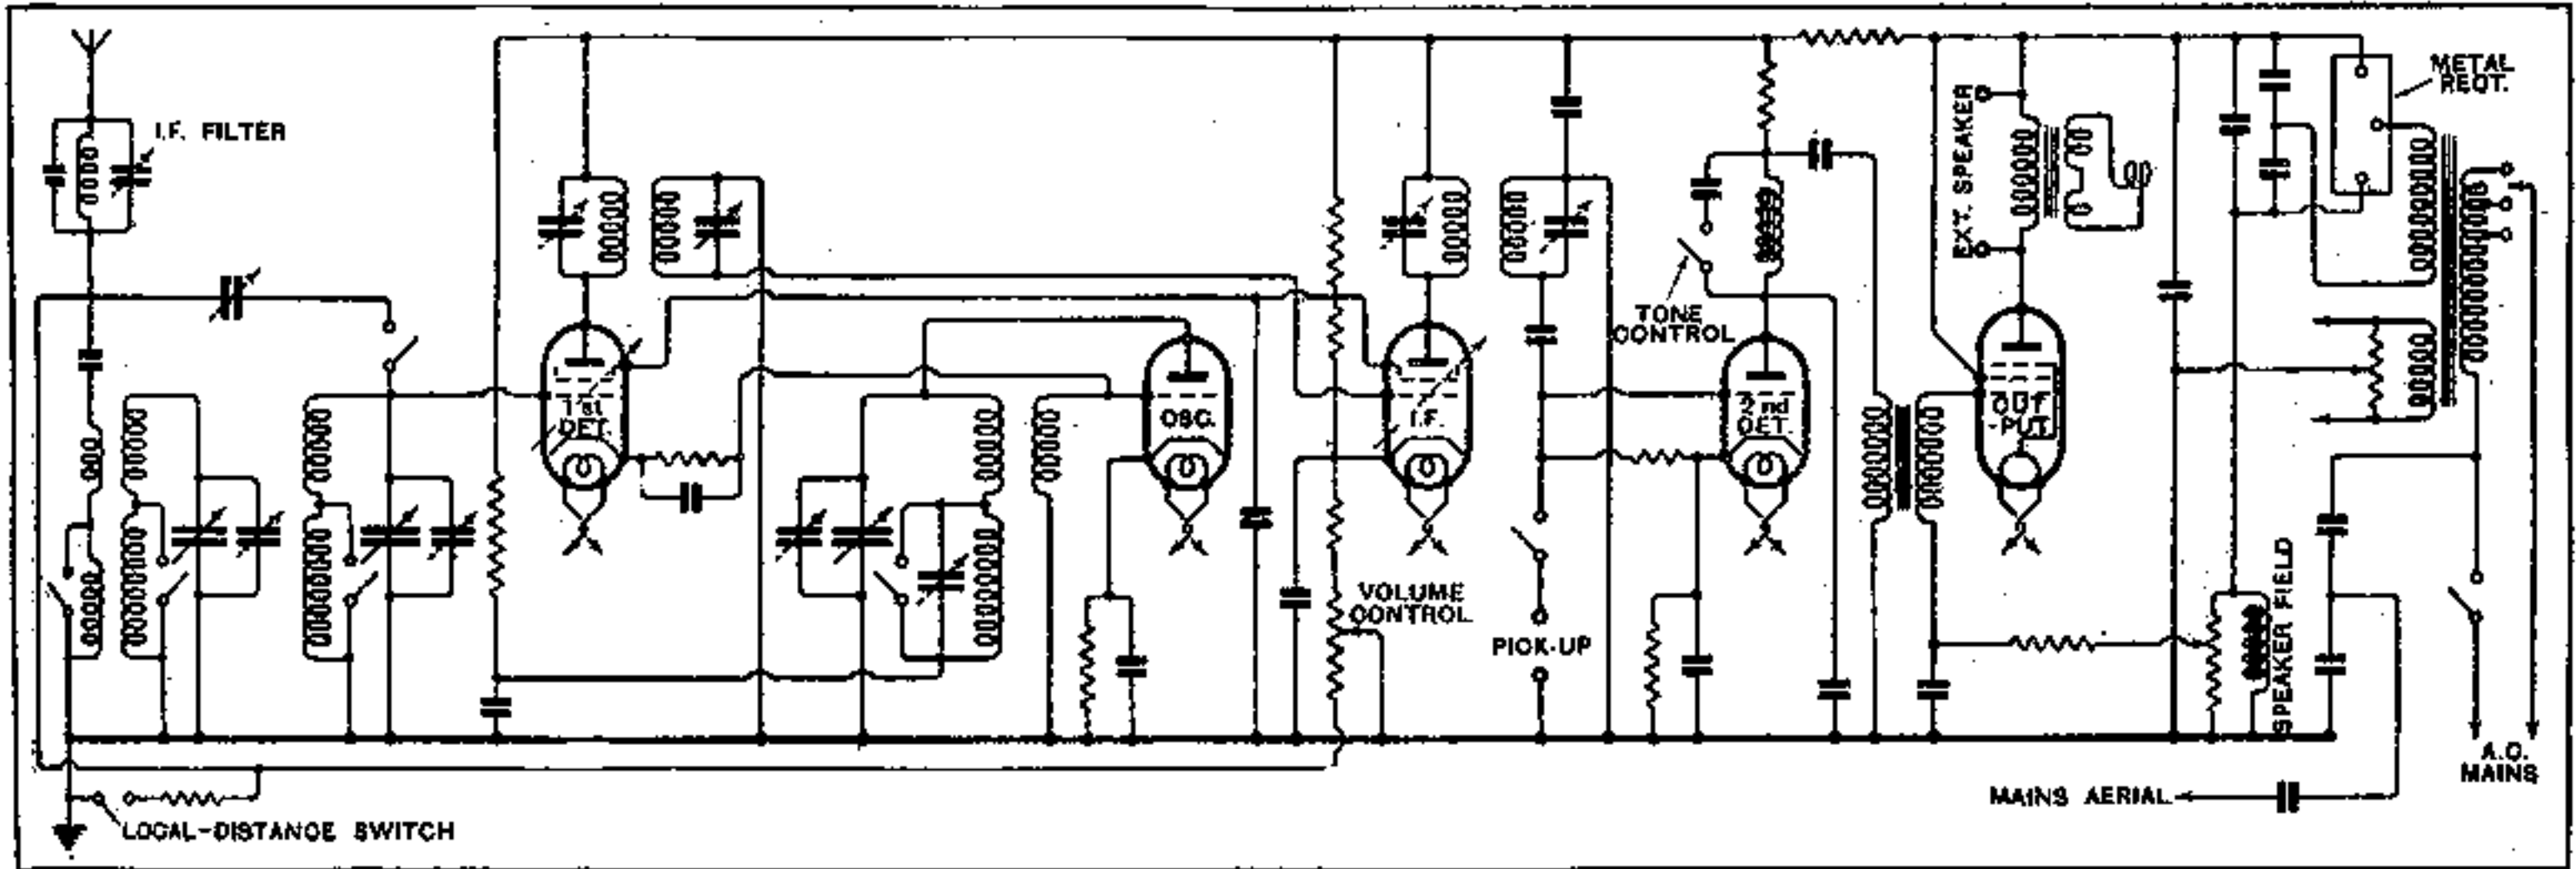 I.F. FILTER
1st
DET.
OSC.
I.F.
VOLUME
CONTROL
PICK-UP
TONE
CONTROL
2nd
DET.
EXT. SPEAKER
OUT
-PUT.
METAL
RECT.
SPEAKER FIELD
A.C.
MAINS
MAINS AERIAL
LOCAL-DISTANCE SWITCH